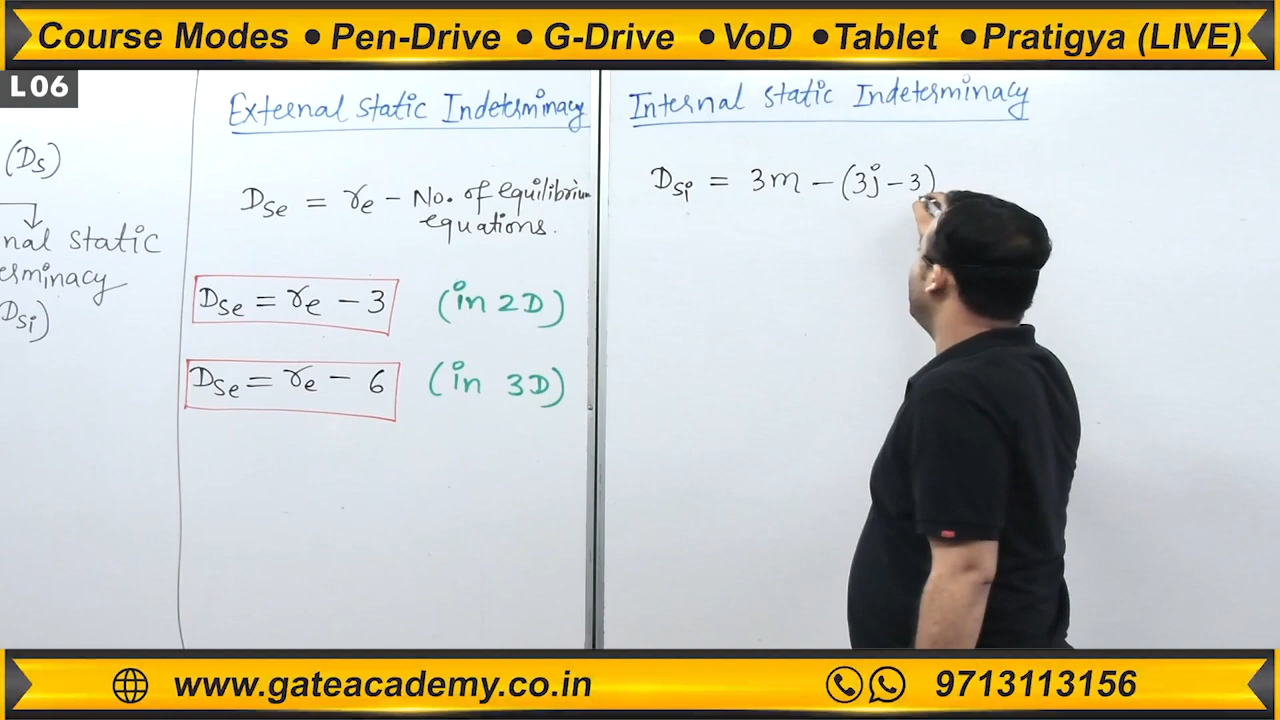 Course Modes • Pen-Drive • G-Drive • VoD • Tablet • Pratigya (LIVE)
L 06
(Ds)
nal static
erminacy
Dsi)
External Static Indeterminacy
Dse = re - No. of equilibrium
equations.
Dse = re - 3 (in 2D)
Dse = re - 6 (in 3D)
Internal Static Indeterminacy
Dsi = 3m - (3j - 3)
www.gateacademy.co.in 9713113156